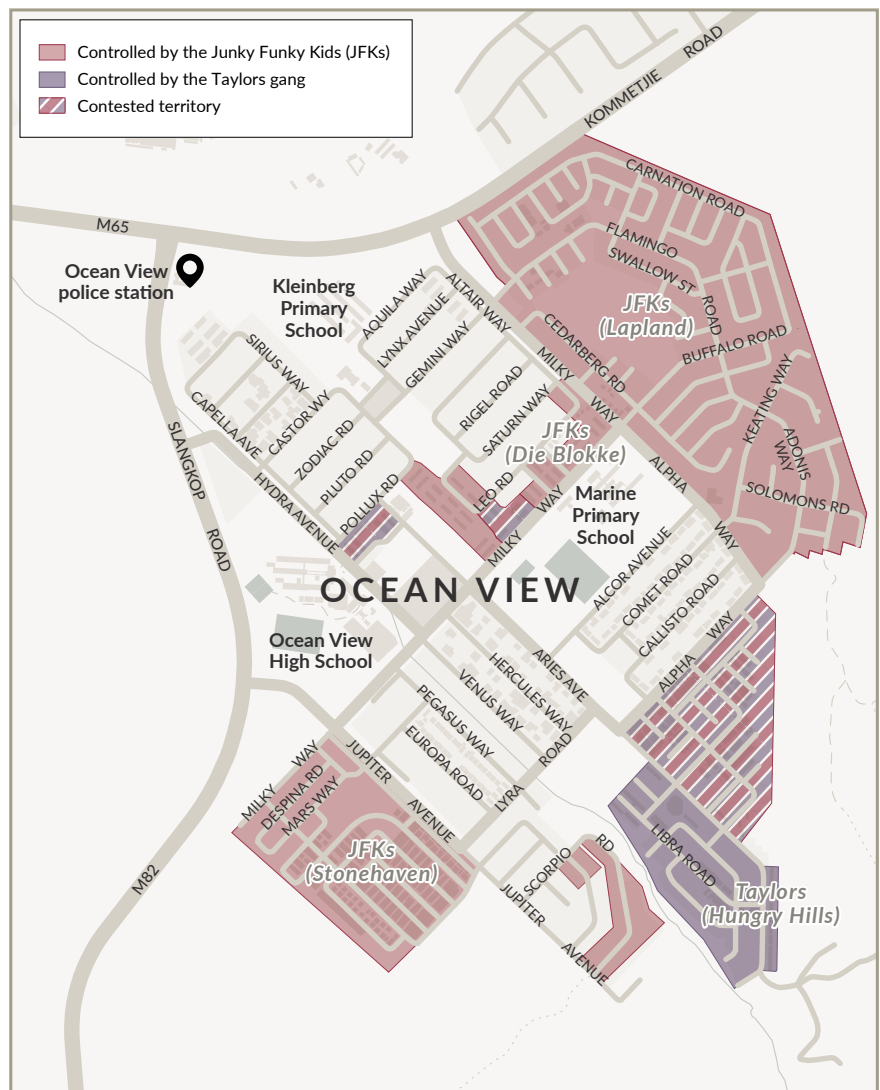 Controlled by the Junky Funky Kids (JFKs)
Controlled by the Taylors gang
Contested territory
KOMMETJIE ROAD
M65
Ocean View
police station
Kleinberg
Primary
School
CARNATION ROAD
FLAMINGO ROAD
SWALLOW ST
JFKs
(Lapland)
BUFFALO ROAD
KEATING WAY
ADONIS
WAY
SOLOMONS RD
AQUILA WAY
LYNX AVENUE
GEMINI WAY
ALTAIR WAY
CEDARBERG RD
MILKY WAY
RIGEL ROAD
SATURN WAY
JFKs
(Die Blokke)
LEO RD
MILKY WAY
SIRIUS WAY
CAPELLA AVE
CASTOR WY
ZODIAC RD
PLUTO RD
POLLUX RD
HYDRA AVENUE
SLANGKOP ROAD
Marine
Primary
School
ALPHA WAY
ALCOR AVENUE
COMET ROAD
CALLISTO ROAD
ALPHA WAY
OCEAN VIEW
Ocean View
High School
ARIES AVE
HERCULES WAY
VENUS WAY
PEGASUS WAY
EUROPA ROAD
LYRA ROAD
JUPITER AVENUE
MILKY WAY
DESPINA RD
MARS WAY
JFKs
(Stonehaven)
SCORPIO RD
JUPITER AVENUE
LIBRA ROAD
Taylors
(Hungry Hills)
M82